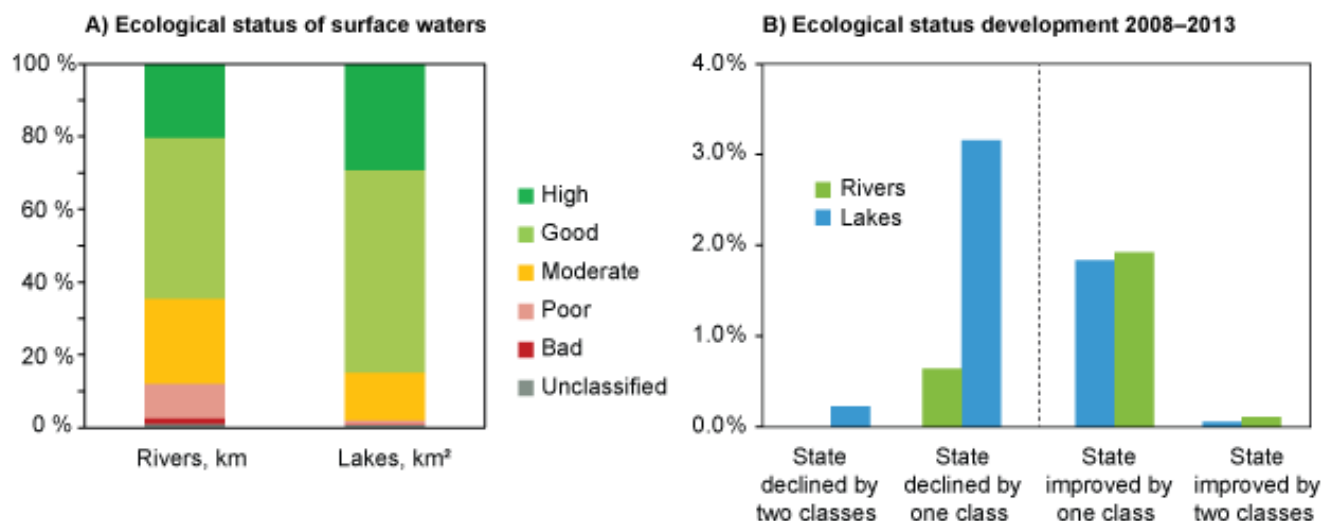 A) Ecological status of surface waters
100 %
80 %
60 %
40 %
20 %
0 %
Rivers, km
Lakes, km²
High
Good
Moderate
Poor
Bad
Unclassified
B) Ecological status development 2008–2013
4.0%
3.0%
2.0%
1.0%
0.0%
Rivers
Lakes
State
declined by
two classes
State
declined by
one class
State
improved by
one class
State
improved by
two classes